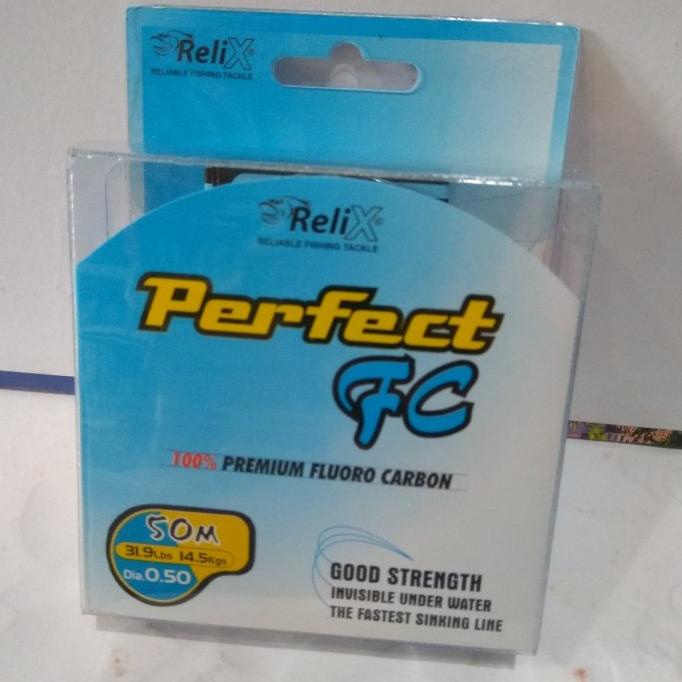 ReliX®
RELIABLE FISHING TACKLE
ReliX®
RELIABLE FISHING TACKLE
Perfect
FC
100% PREMIUM FLUORO CARBON
50M
31.9Lbs 14.5Kgs
Dia.0.50
GOOD STRENGTH
INVISIBLE UNDER WATER
THE FASTEST SINKING LINE